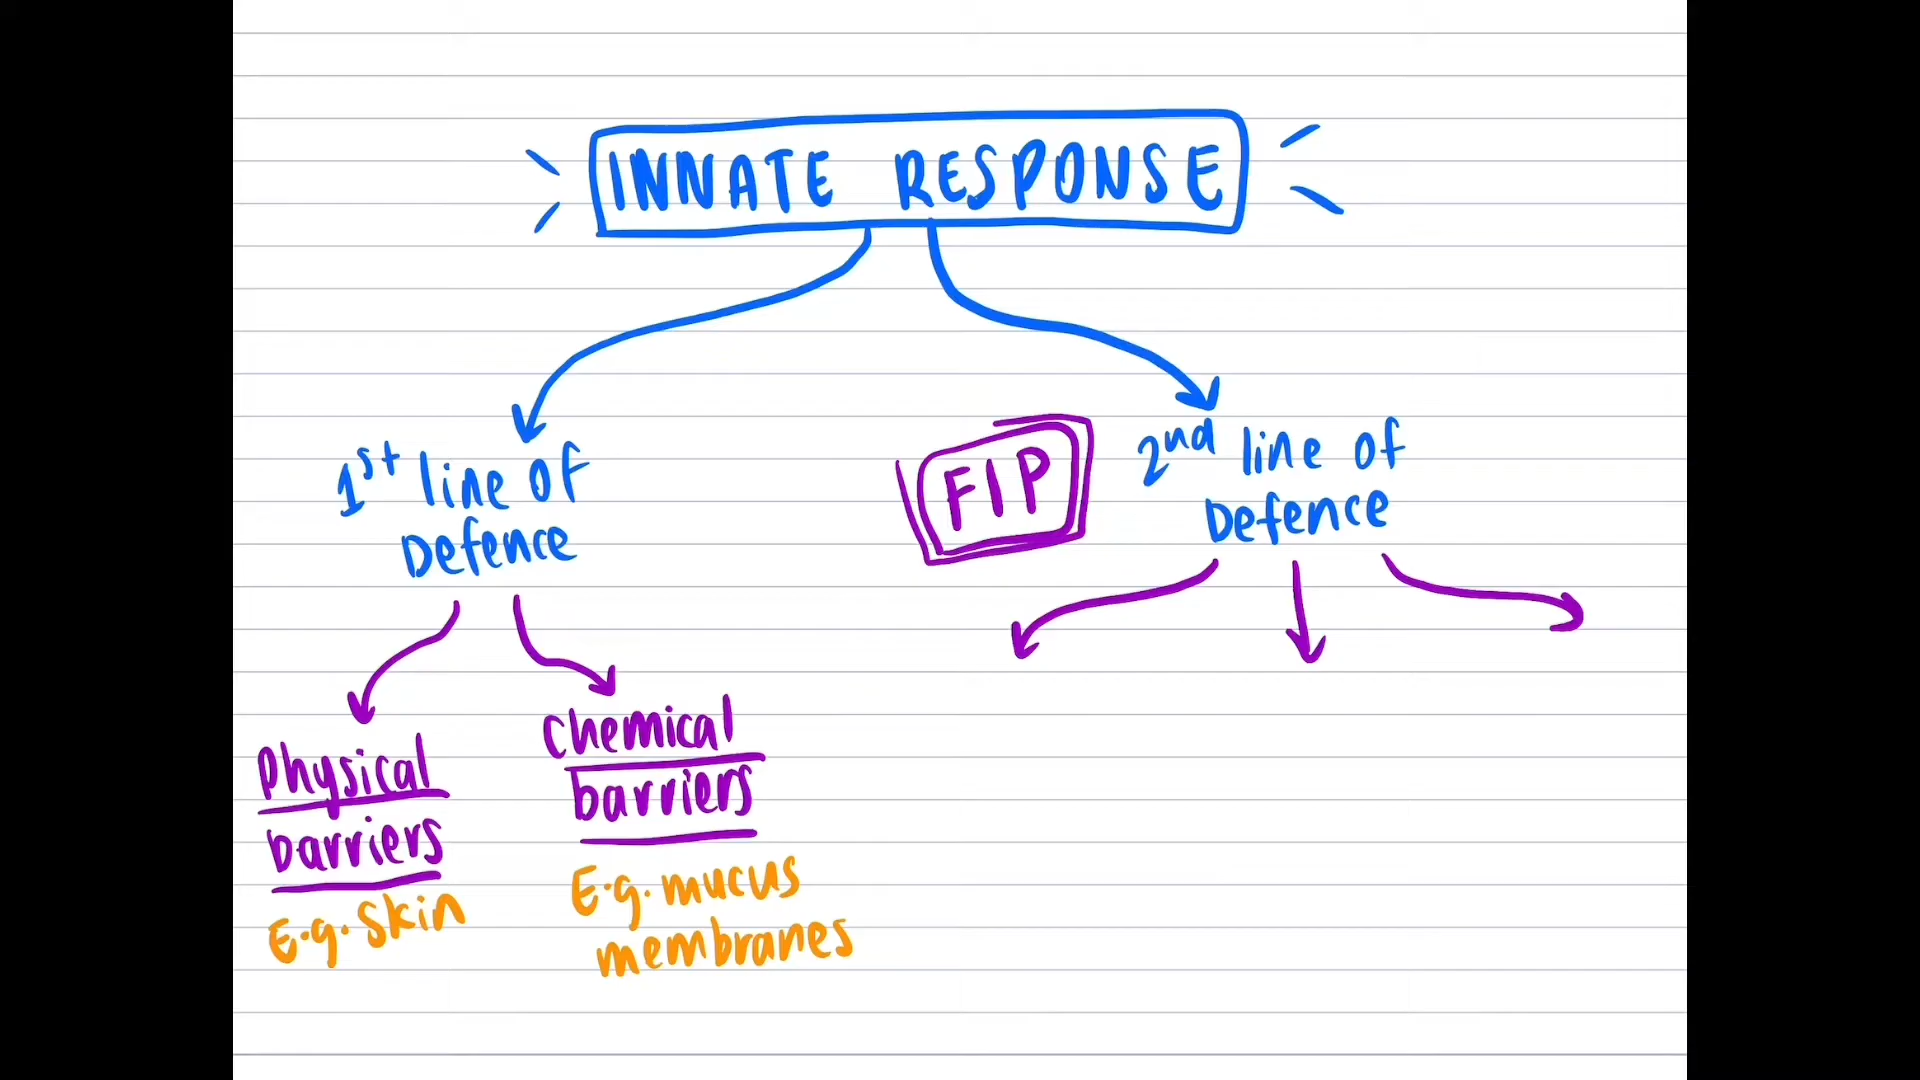 INNATE RESPONSE
1st line of
Defence
FIP
2nd line of
Defence
Physical
barriers
E.g. Skin
Chemical
barriers
E.g. mucus
membranes